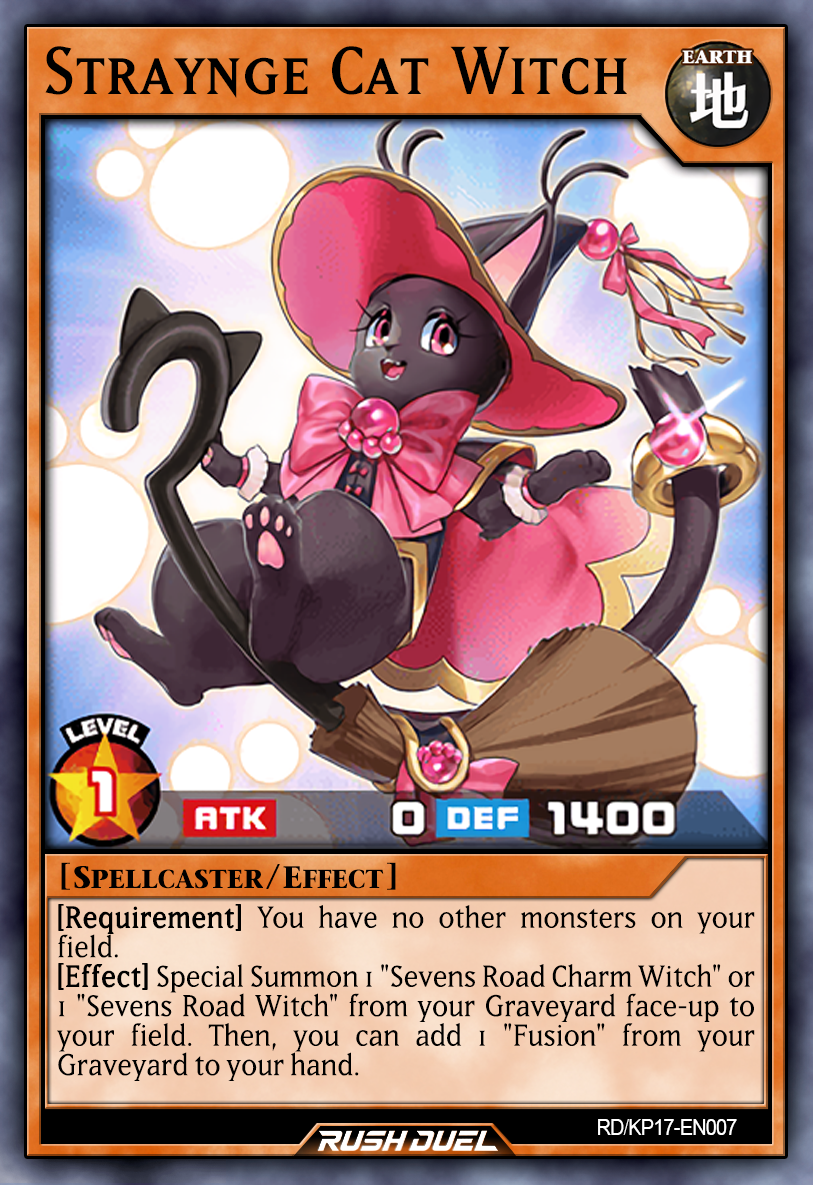 Straynge Cat Witch
EARTH
地
LEVEL
1
ATK 0 DEF 1400
[Spellcaster/Effect]
[Requirement] You have no other monsters on your
field.
[Effect] Special Summon 1 "Sevens Road Charm Witch" or
1 "Sevens Road Witch" from your Graveyard face-up to
your field. Then, you can add 1 "Fusion" from your
Graveyard to your hand.
RD/KP17-EN007
RUSH DUEL